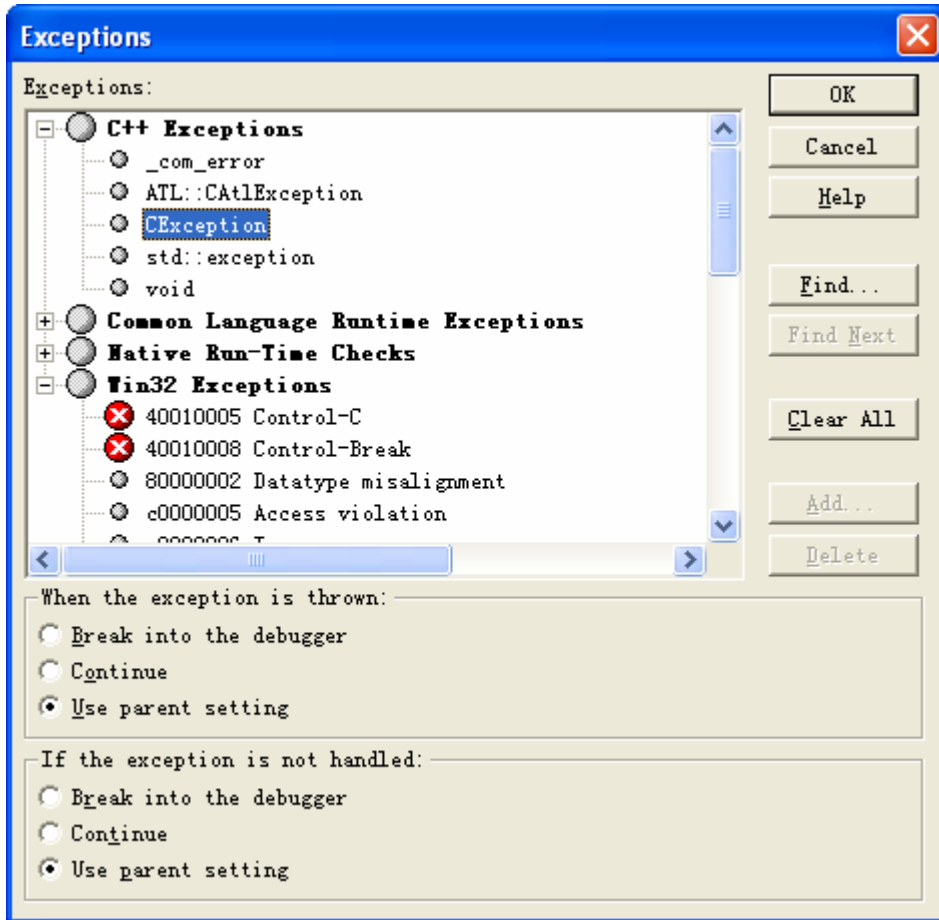 Exceptions
Exceptions:
C++ Exceptions
_com_error
ATL::CAtlException
CException
std::exception
void
Common Language Runtime Exceptions
Native Run-Time Checks
Win32 Exceptions
40010005 Control-C
40010008 Control-Break
80000002 Datatype misalignment
c0000005 Access violation
OK
Cancel
Help
Find...
Find Next
Clear All
Add...
Delete
When the exception is thrown:
Break into the debugger
Continue
Use parent setting
If the exception is not handled:
Break into the debugger
Continue
Use parent setting